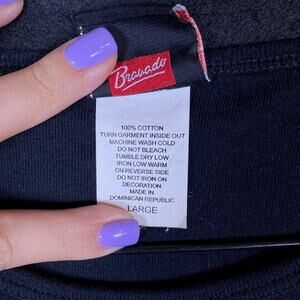 Bravado
100% COTTON
TURN GARMENT INSIDE OUT
MACHINE WASH COLD
DO NOT BLEACH
TUMBLE DRY LOW
IRON LOW WARM
ON REVERSE SIDE
DO NOT IRON ON
DECORATION
MADE IN
DOMINICAN REPUBLIC
LARGE